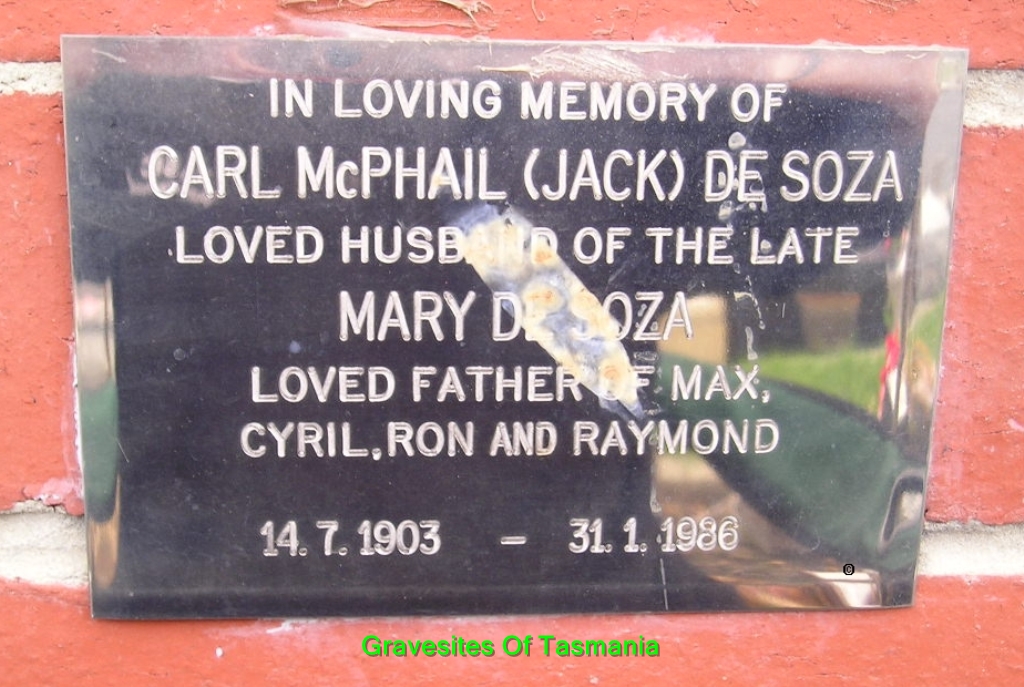 IN LOVING MEMORY OF
CARL McPHAIL (JACK) DE SOZA
LOVED HUSBAND OF THE LATE
MARY DE SOZA
LOVED FATHER OF MAX,
CYRIL, RON AND RAYMOND
14. 7. 1903 – 31. 1. 1986
©
Gravesites Of Tasmania